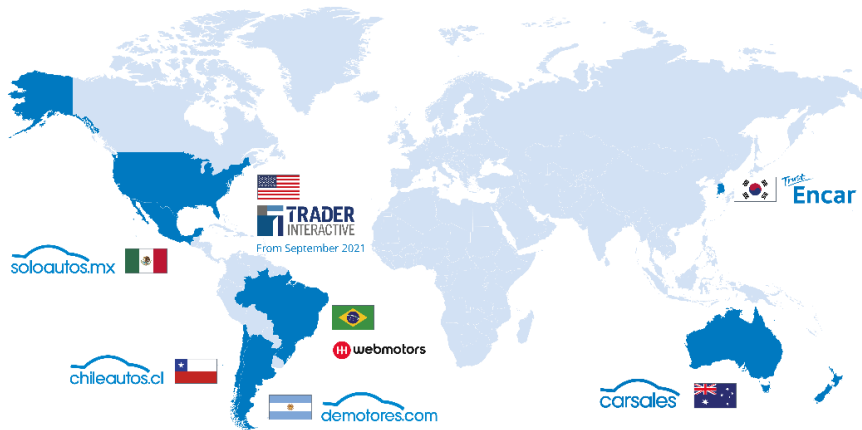 TRADER
INTERACTIVE
From September 2021
Trust
Encar
soloautos.mx
webmotors
chileautos.cl
demotores.com
carsales